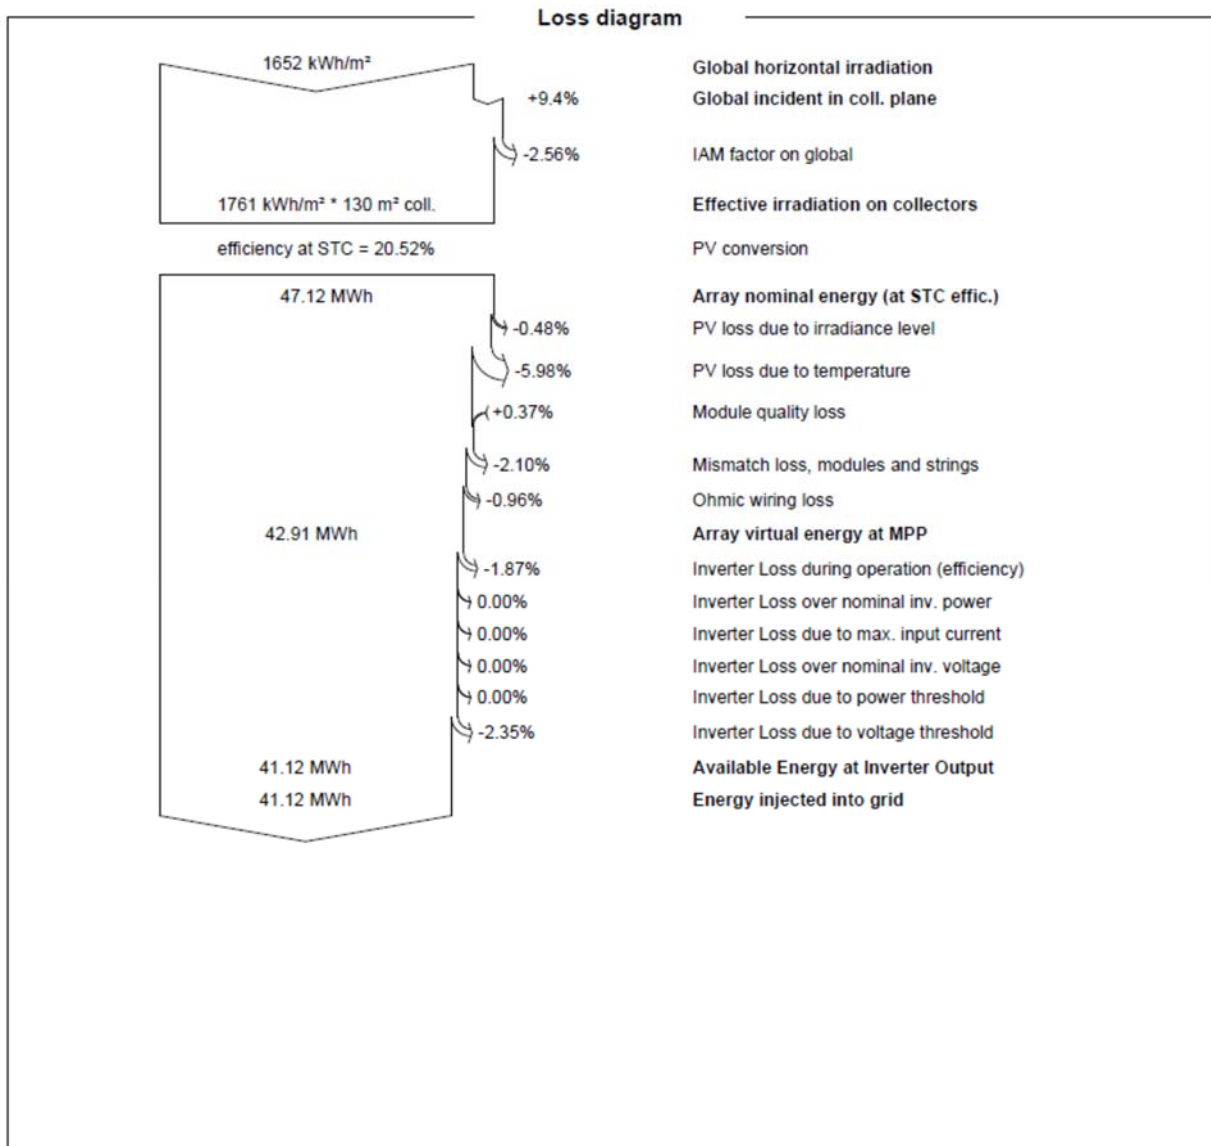 Loss diagram
1652 kWh/m² Global horizontal irradiation
+9.4% Global incident in coll. plane
-2.56% IAM factor on global
1761 kWh/m² * 130 m² coll. Effective irradiation on collectors
efficiency at STC = 20.52% PV conversion
47.12 MWh Array nominal energy (at STC effic.)
-0.48% PV loss due to irradiance level
-5.98% PV loss due to temperature
+0.37% Module quality loss
-2.10% Mismatch loss, modules and strings
-0.96% Ohmic wiring loss
42.91 MWh Array virtual energy at MPP
-1.87% Inverter Loss during operation (efficiency)
0.00% Inverter Loss over nominal inv. power
0.00% Inverter Loss due to max. input current
0.00% Inverter Loss over nominal inv. voltage
0.00% Inverter Loss due to power threshold
-2.35% Inverter Loss due to voltage threshold
41.12 MWh Available Energy at Inverter Output
41.12 MWh Energy injected into grid